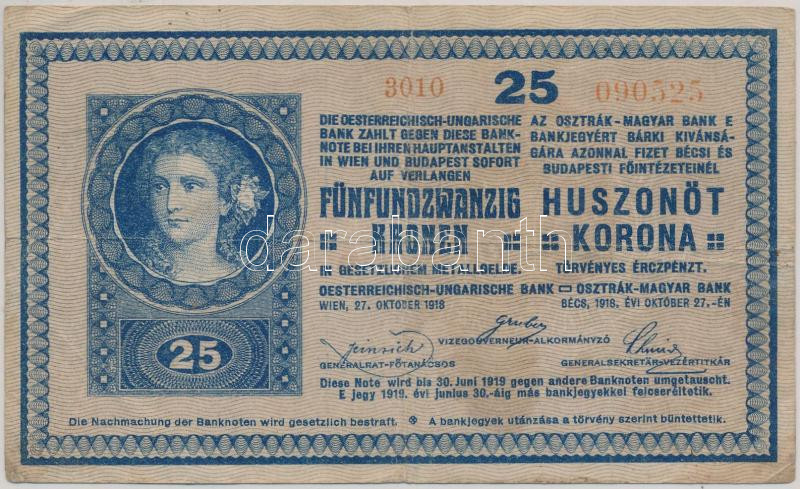 3010 25 090525
DIE OESTERREICHISCH-UNGARISCHE
BANK ZAHLT GEGEN DIESE BANK-
NOTE BEI IHREN HAUPTANSTALTEN
IN WIEN UND BUDAPEST SOFORT
AUF VERLANGEN
FÜNFUNDZWANZIG
KRONEN
IN GESETZLICHEM METALLGELDE.
OESTERREICHISCH-UNGARISCHE BANK
WIEN, 27. OKTOBER 1918
AZ OSZTRÁK-MAGYAR BANK E
BANKJEGYÉRT BÁRKI KIVÁNSÁ-
GÁRA AZONNAL FIZET BÉCSI ÉS
BUDAPESTI FŐINTÉZETEINÉL
HUSZONÖT
KORONA
TÖRVÉNYES ÉRCZPÉNZT.
OSZTRÁK-MAGYAR BANK
BÉCS, 1918. ÉVI OKTÓBER 27.-ÉN
darabanth
25
Gruber
VIZEGOUVERNEUR-ALKORMÁNYZÓ
GENERALRAT-FŐTANÁCSOS
GENERALSEKRETÄR-VEZÉRTITKÁR
Diese Note wird bis 30. Juni 1919 gegen andere Banknoten umgetauscht.
E jegy 1919. évi junius 30.-áig más bankjegyekkel felcseréltetik.
Die Nachmachung der Banknoten wird gesetzlich bestraft. A bankjegyek utánzása a törvény szerint büntettetik.